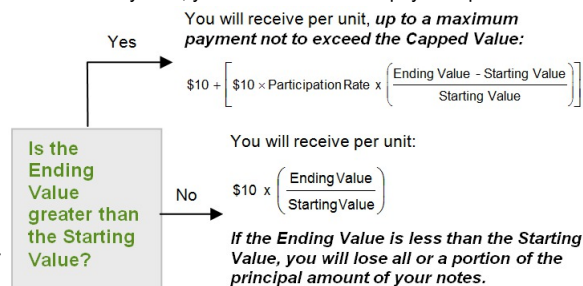 You will receive per unit, up to a maximum
payment not to exceed the Capped Value:
Yes
$10 + [$10 × Participation Rate x (Ending Value - Starting Value / Starting Value)]
Is the
Ending
Value
greater than
the Starting
Value?
No
You will receive per unit:
$10 x (Ending Value / Starting Value)
If the Ending Value is less than the Starting
Value, you will lose all or a portion of the
principal amount of your notes.